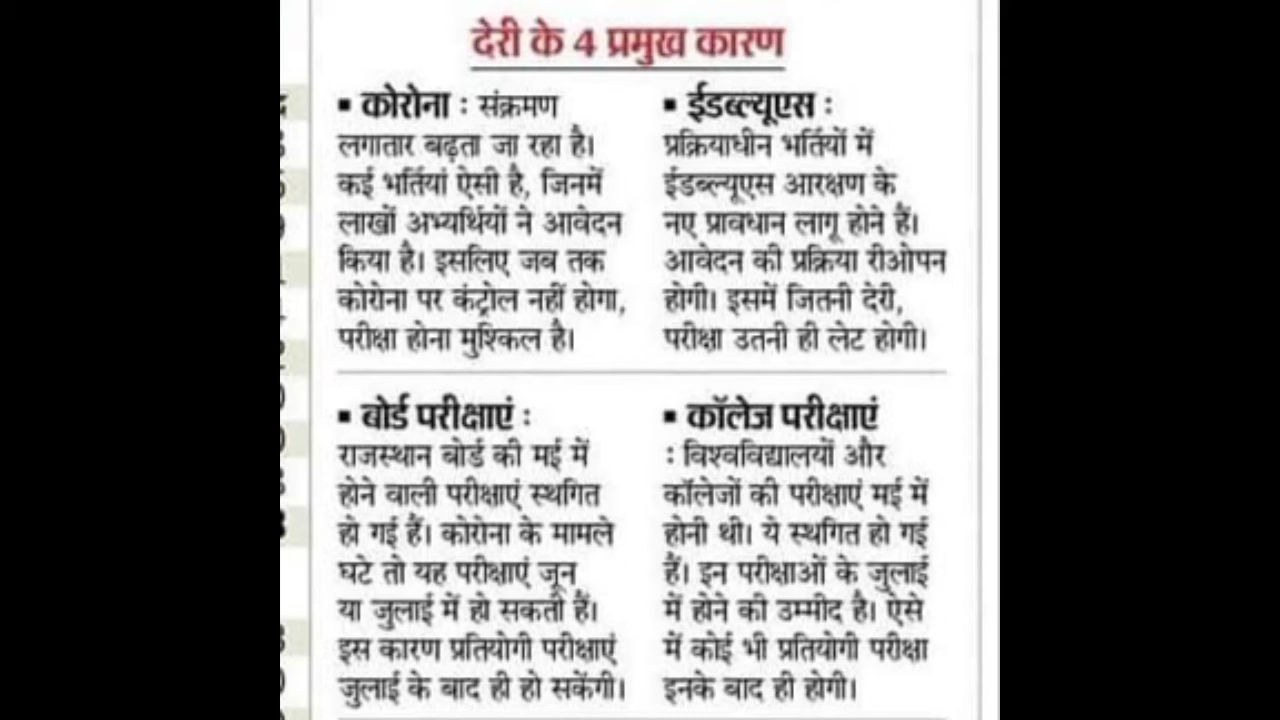 देरी के 4 प्रमुख कारण
▪ कोरोना : संक्रमण
लगातार बढ़ता जा रहा है।
कई भर्तियां ऐसी है, जिनमें
लाखों अभ्यर्थियों ने आवेदन
किया है। इसलिए जब तक
कोरोना पर कंट्रोल नहीं होगा,
परीक्षा होना मुश्किल है।
▪ ईडब्ल्यूएस :
प्रक्रियाधीन भर्तियों में
ईडब्ल्यूएस आरक्षण के
नए प्रावधान लागू होने हैं।
आवेदन की प्रक्रिया रीओपन
होगी। इसमें जितनी देरी,
परीक्षा उतनी ही लेट होगी।
▪ बोर्ड परीक्षाएं :
राजस्थान बोर्ड की मई में
होने वाली परीक्षाएं स्थगित
हो गई हैं। कोरोना के मामले
घटे तो यह परीक्षाएं जून
या जुलाई में हो सकती हैं।
इस कारण प्रतियोगी परीक्षाएं
जुलाई के बाद ही हो सकेंगी।
▪ कॉलेज परीक्षाएं
: विश्वविद्यालयों और
कॉलेजों की परीक्षाएं मई में
होनी थी। ये स्थगित हो गई
हैं। इन परीक्षाओं के जुलाई
में होने की उम्मीद है। ऐसे
में कोई भी प्रतियोगी परीक्षा
इनके बाद ही होगी।